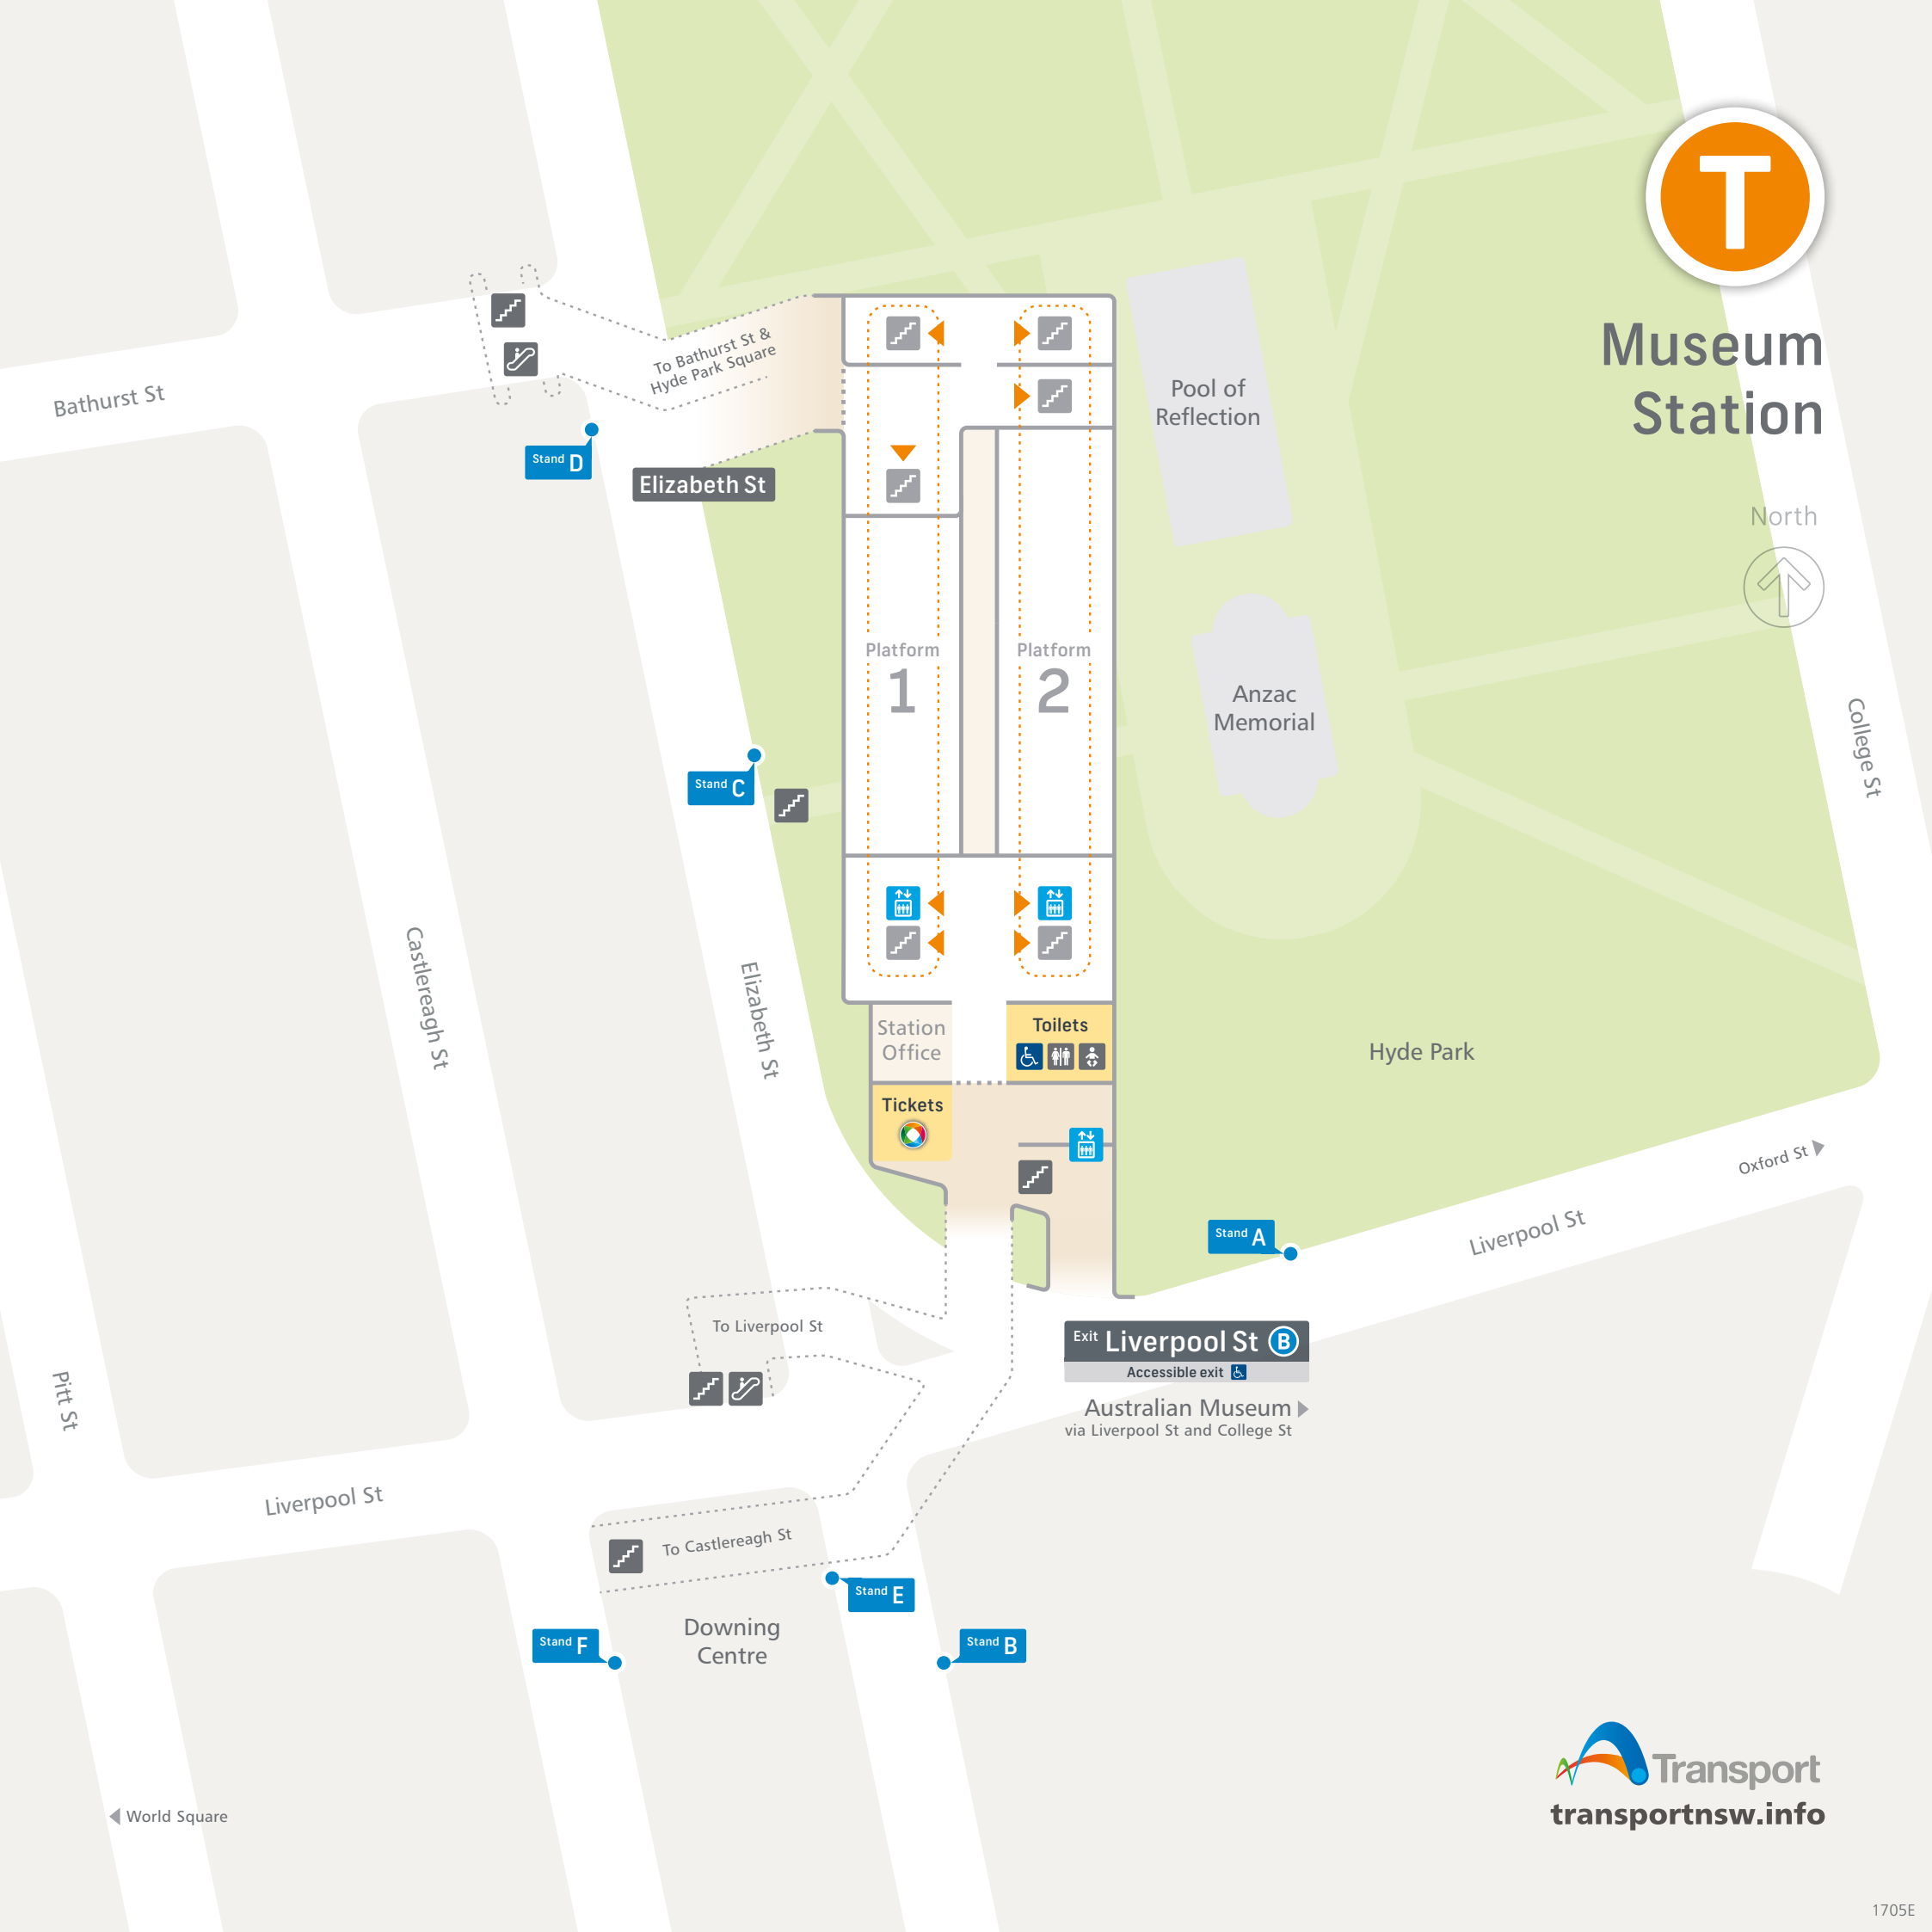 T
Museum
Station
North
Bathurst St
To Bathurst St &
Hyde Park Square
Stand D
Elizabeth St
Pool of
Reflection
Platform
1
Platform
2
Anzac
Memorial
College St
Stand C
Castlereagh St
Elizabeth St
Station
Office
Toilets
Hyde Park
Tickets
Oxford St
Liverpool St
Stand A
To Liverpool St
Exit Liverpool St B
Accessible exit
Australian Museum
via Liverpool St and College St
Pitt St
Liverpool St
To Castlereagh St
Stand E
Downing
Centre
Stand F
Stand B
World Square
Transport
transportnsw.info
1705E